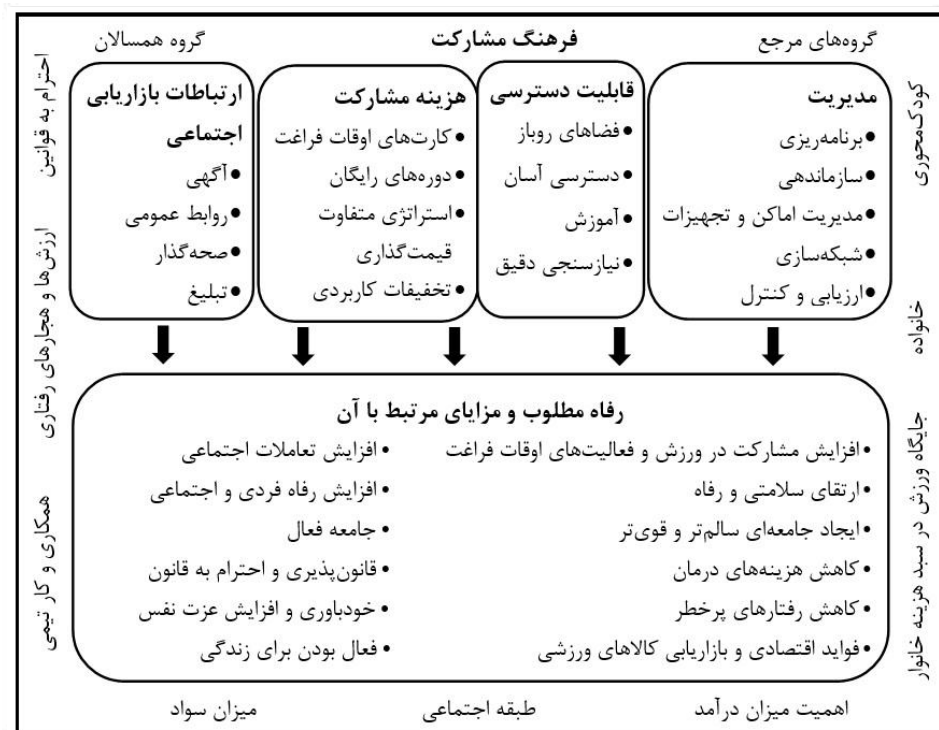 گروه‌های مرجع
فرهنگ مشارکت
گروه همسالان
کودک‌محوری
خانواده
جایگاه ورزش در سبد هزینه خانوار
مدیریت
•برنامه‌ریزی
•سازماندهی
•مدیریت اماکن و تجهیزات
•شبکه‌سازی
•ارزیابی و کنترل
قابلیت دسترسی
•فضاهای روباز
•دسترسی آسان
•آموزش
•نیازسنجی دقیق
هزینه مشارکت
•کارت‌های اوقات فراغت
•دوره‌های رایگان
•استراتژی متفاوت
قیمت‌گذاری
•تخفیفات کاربردی
ارتباطات بازاریابی
اجتماعی
•آگهی
•روابط عمومی
•صحه‌گذار
•تبلیغ
احترام به قوانین
ارزش‌ها و هجارهای رفتاری
همکاری و کار تیمی
رفاه مطلوب و مزایای مرتبط با آن
•افزایش مشارکت در ورزش و فعالیت‌های اوقات فراغت
•ارتقای سلامتی و رفاه
•ایجاد جامعه‌ای سالم‌تر و قوی‌تر
•کاهش هزینه‌های درمان
•کاهش رفتارهای پرخطر
•فواید اقتصادی و بازاریابی کالاهای ورزشی
•افزایش تعاملات اجتماعی
•افزایش رفاه فردی و اجتماعی
•جامعه فعال
•قانون‌پذیری و احترام به قانون
•خودباوری و افزایش عزت نفس
•فعال بودن برای زندگی
اهمیت میزان درآمد
طبقه اجتماعی
میزان سواد